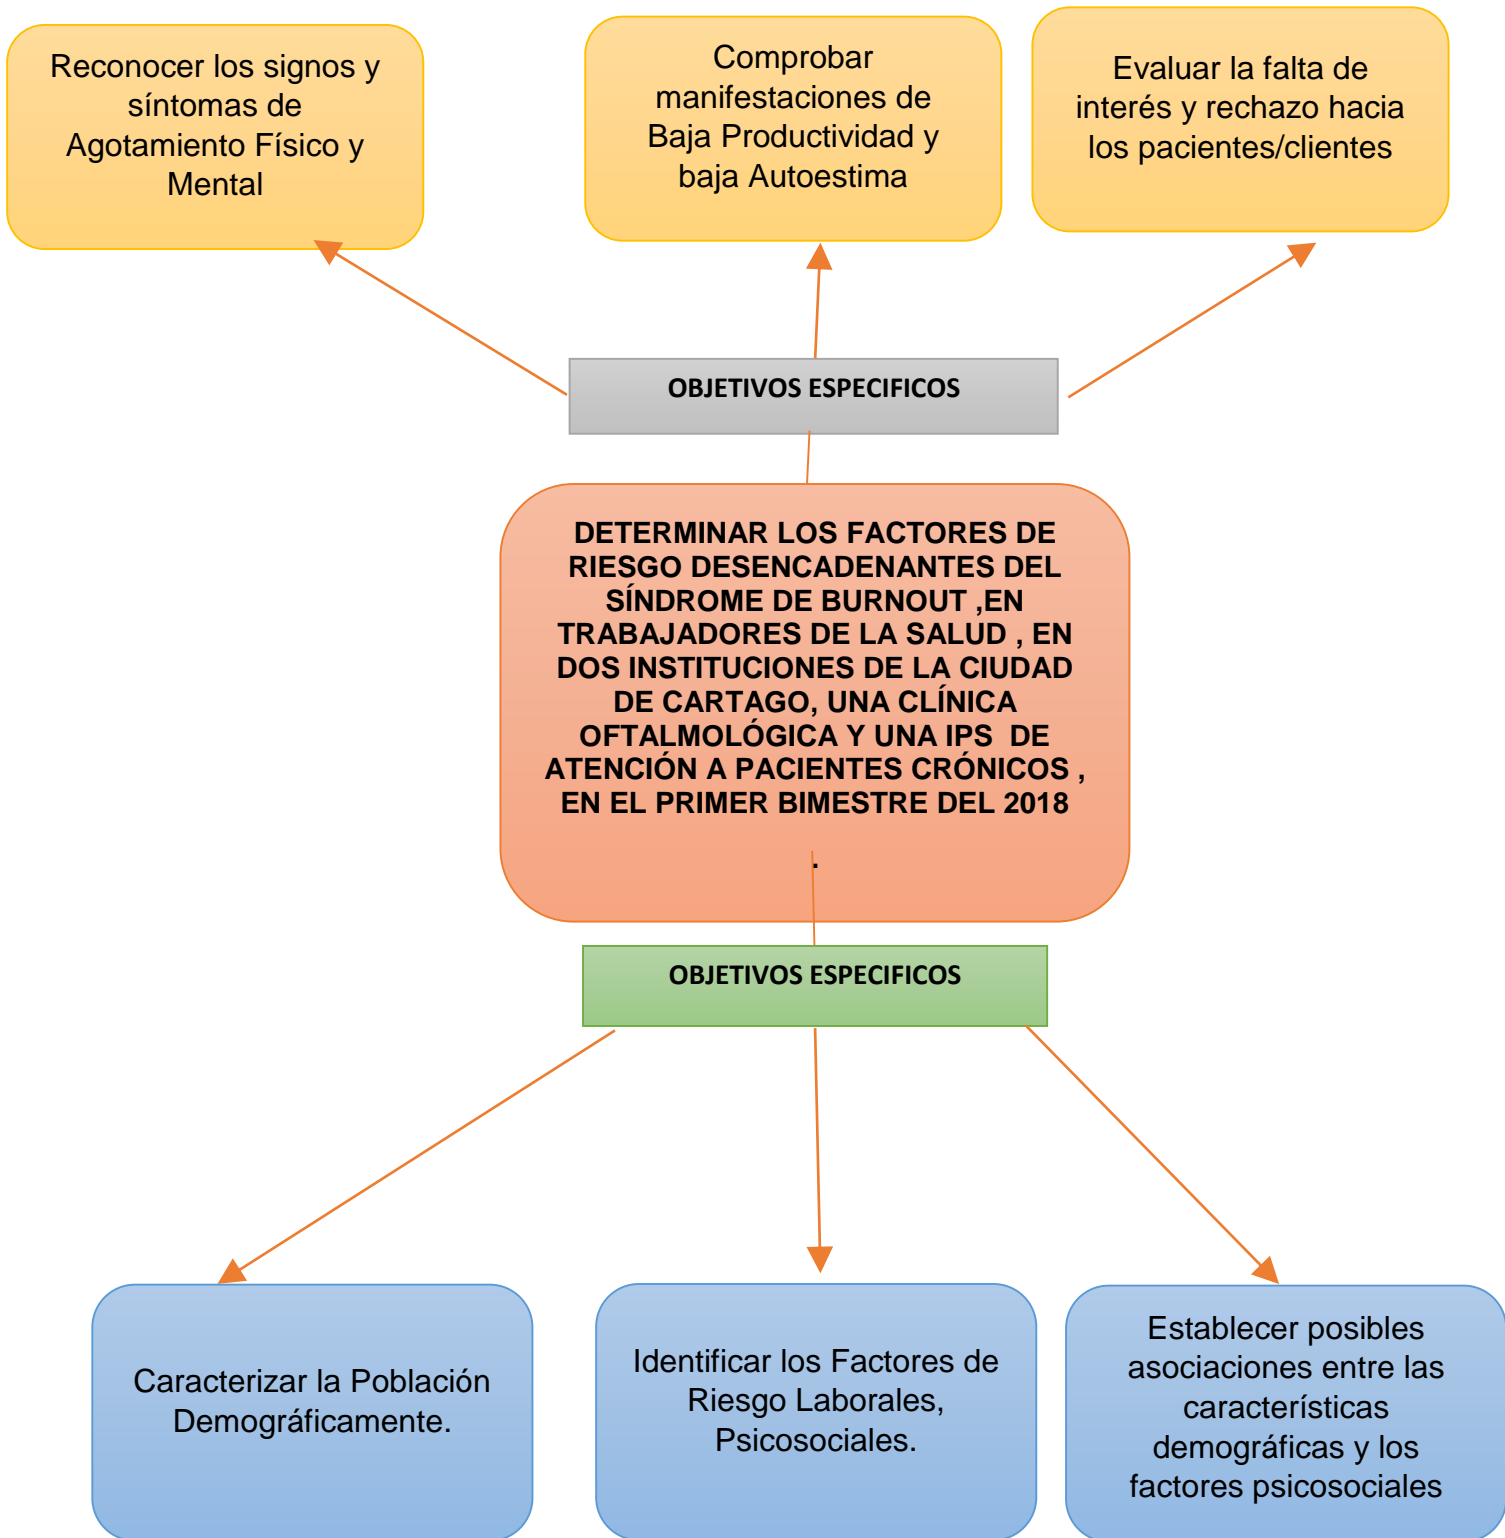 Reconocer los signos y
síntomas de
Agotamiento Físico y
Mental
Comprobar
manifestaciones de
Baja Productividad y
baja Autoestima
Evaluar la falta de
interés y rechazo hacia
los pacientes/clientes
OBJETIVOS ESPECIFICOS
DETERMINAR LOS FACTORES DE
RIESGO DESENCADENANTES DEL
SÍNDROME DE BURNOUT ,EN
TRABAJADORES DE LA SALUD , EN
DOS INSTITUCIONES DE LA CIUDAD
DE CARTAGO, UNA CLÍNICA
OFTALMOLÓGICA Y UNA IPS  DE
ATENCIÓN A PACIENTES CRÓNICOS ,
EN EL PRIMER BIMESTRE DEL 2018
.
OBJETIVOS ESPECIFICOS
Caracterizar la Población
Demográficamente.
Identificar los Factores de
Riesgo Laborales,
Psicosociales.
Establecer posibles
asociaciones entre las
características
demográficas y los
factores psicosociales